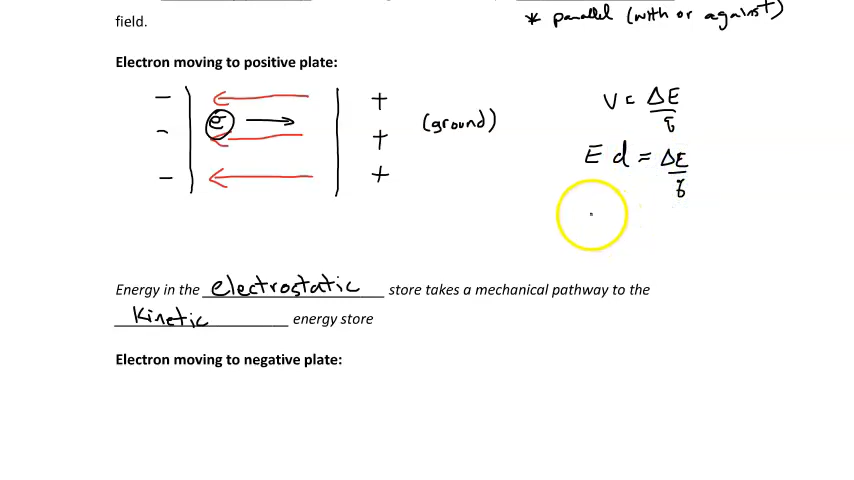 * parallel (with or against)
field.
Electron moving to positive plate:
- +
e (ground)
- +
- +
V = ΔE/q
E d = ΔE/q
Energy in the electrostatic store takes a mechanical pathway to the
kinetic energy store
Electron moving to negative plate: